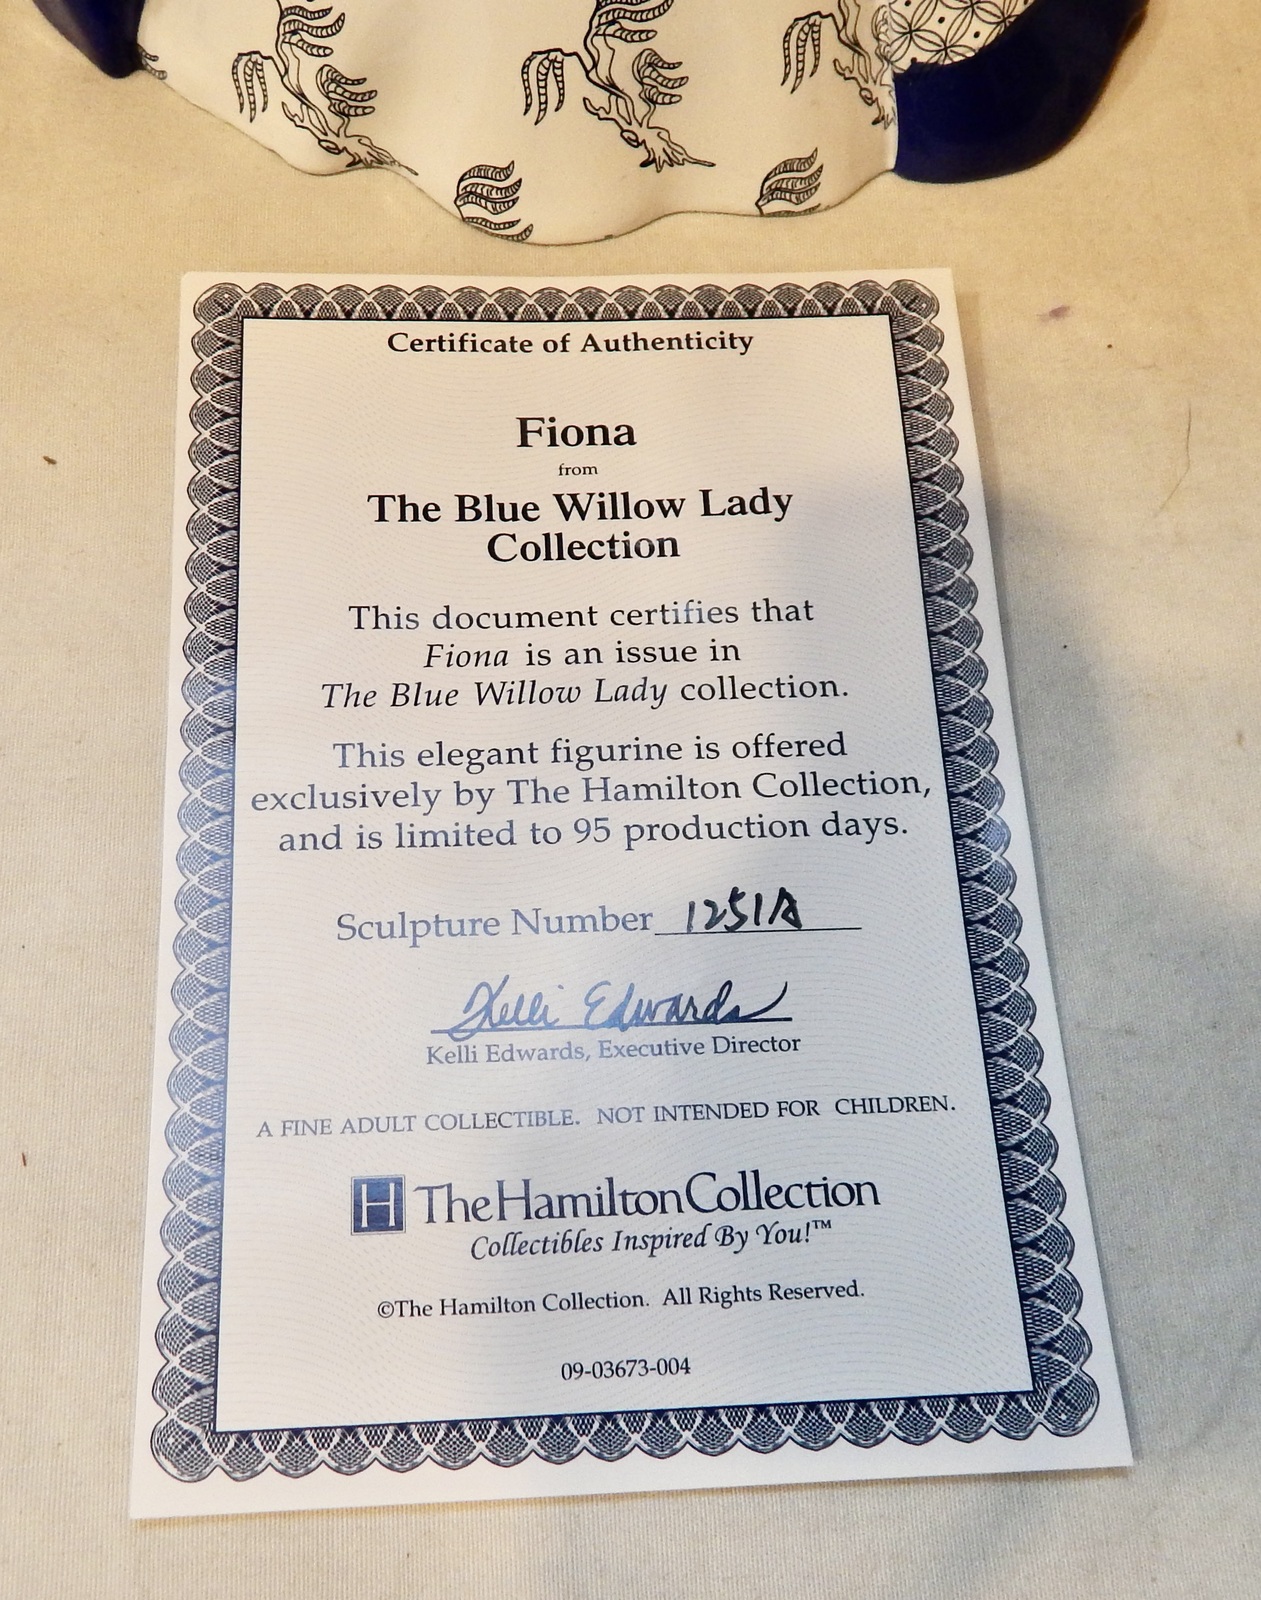 Certificate of Authenticity
Fiona
from
The Blue Willow Lady
Collection
This document certifies that
Fiona is an issue in
The Blue Willow Lady collection.
This elegant figurine is offered
exclusively by The Hamilton Collection,
and is limited to 95 production days.
Sculpture Number 1251A
Kelli Edwards
Kelli Edwards, Executive Director
A FINE ADULT COLLECTIBLE. NOT INTENDED FOR CHILDREN.
H The Hamilton Collection
Collectibles Inspired By You!™
©The Hamilton Collection. All Rights Reserved.
09-03673-004